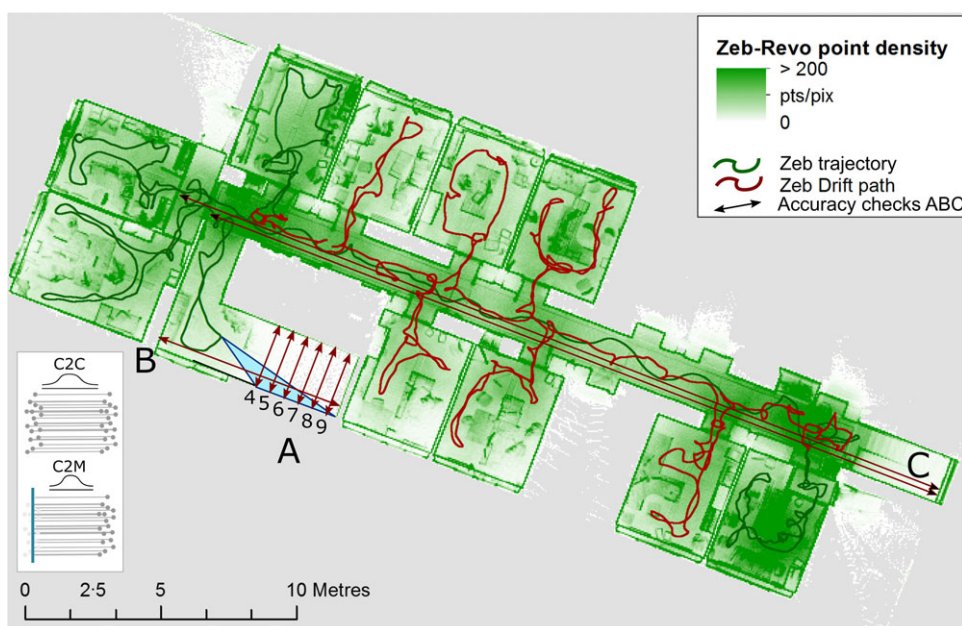 Zeb-Revo point density
> 200
pts/pix
0
Zeb trajectory
Zeb Drift path
Accuracy checks ABC
B
C2C
4 5 6 7 8 9
A
C
C2M
0 2·5 5 10 Metres